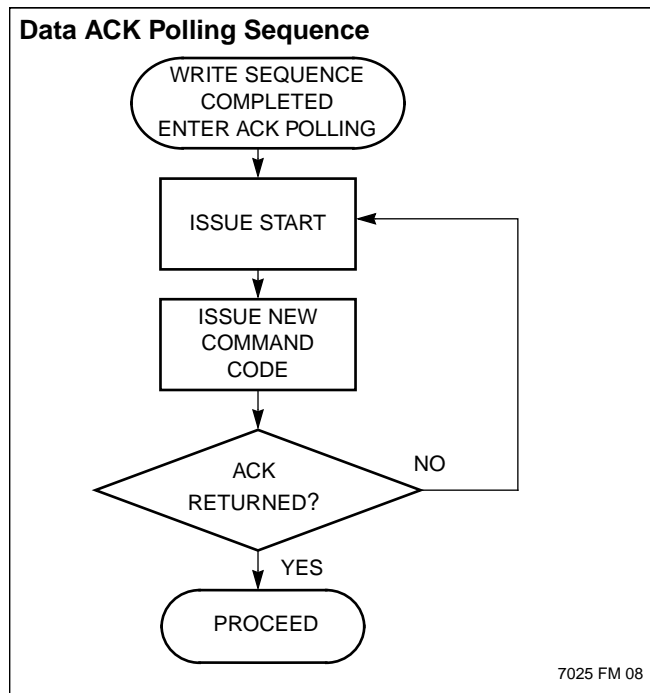 Data ACK Polling Sequence
WRITE SEQUENCE
COMPLETED
ENTER ACK POLLING
ISSUE START
ISSUE NEW
COMMAND
CODE
ACK
RETURNED?
NO
YES
PROCEED
7025 FM 08